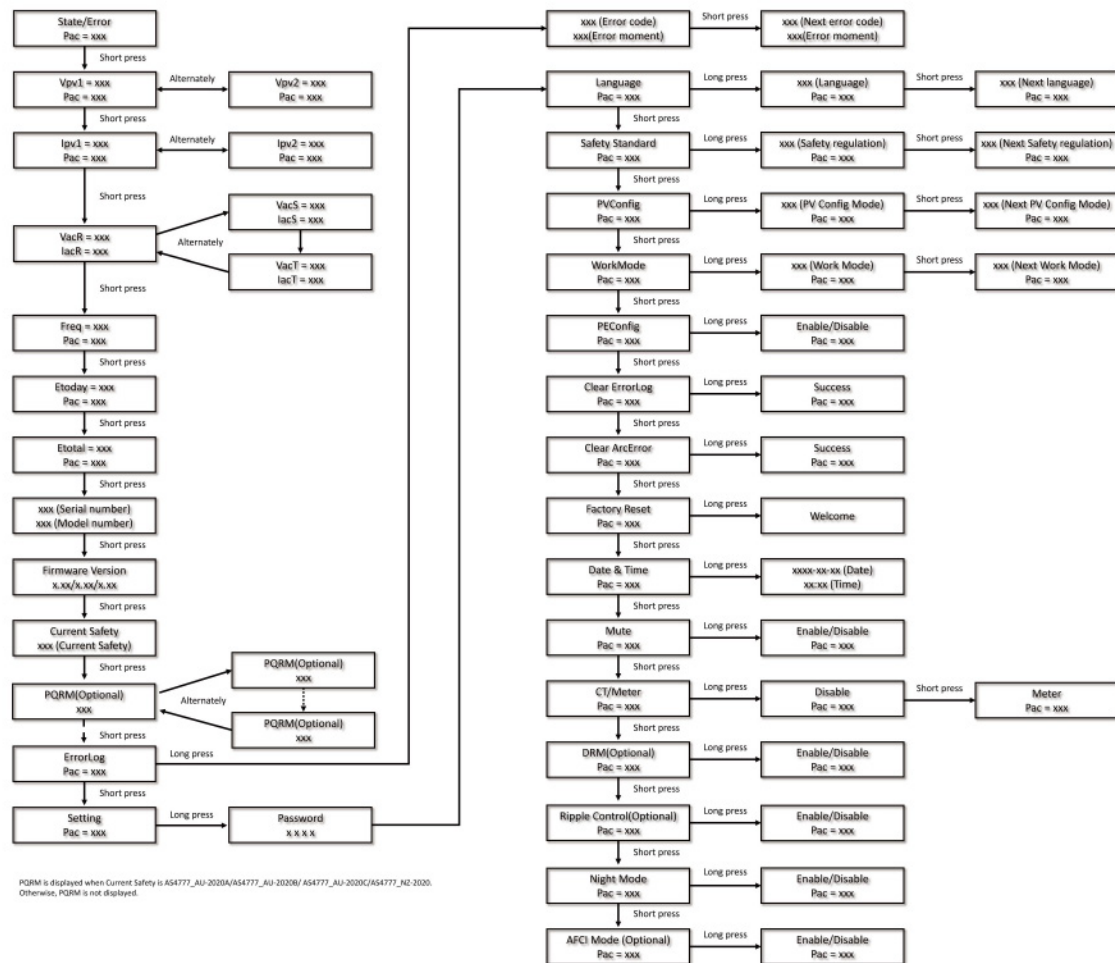 State/Error
Pac = xxx
Short press
Vpv1 = xxx
Pac = xxx
Alternately
Vpv2 = xxx
Pac = xxx
Short press
Ipv1 = xxx
Pac = xxx
Alternately
Ipv2 = xxx
Pac = xxx
Short press
VacR = xxx
IacR = xxx
Alternately
VacS = xxx
IacS = xxx
VacT = xxx
IacT = xxx
Short press
Freq = xxx
Pac = xxx
Short press
Etoday = xxx
Pac = xxx
Short press
Etotal = xxx
Pac = xxx
Short press
xxx (Serial number)
xxx (Model number)
Short press
Firmware Version
x.xx/x.xx/x.xx
Short press
Current Safety
xxx (Current Safety)
Short press
PQRM(Optional)
xxx
Alternately
PQRM(Optional)
xxx
PQRM(Optional)
xxx
Short press
ErrorLog
Pac = xxx
Long press
Short press
Setting
Pac = xxx
Long press
Password
x x x x
PQRM is displayed when Current Safety is AS4777_AU-2020A/AS4777_AU-2020B/ AS4777_AU-2020C/AS4777_NZ-2020.
Otherwise, PQRM is not displayed.
xxx (Error code)
xxx(Error moment)
Short press
xxx (Next error code)
xxx(Error moment)
Language
Pac = xxx
Long press
xxx (Language)
Pac = xxx
Short press
xxx (Next language)
Pac = xxx
Short press
Safety Standard
Pac = xxx
Long press
xxx (Safety regulation)
Pac = xxx
Short press
xxx (Next Safety regulation)
Pac = xxx
Short press
PVConfig
Pac = xxx
Long press
xxx (PV Config Mode)
Pac = xxx
Short press
xxx (Next PV Config Mode)
Pac = xxx
Short press
WorkMode
Pac = xxx
Long press
xxx (Work Mode)
Pac = xxx
Short press
xxx (Next Work Mode)
Pac = xxx
Short press
PEConfig
Pac = xxx
Long press
Enable/Disable
Pac = xxx
Short press
Clear ErrorLog
Pac = xxx
Long press
Success
Pac = xxx
Short press
Clear ArcError
Pac = xxx
Long press
Success
Pac = xxx
Short press
Factory Reset
Pac = xxx
Long press
Welcome
Short press
Date & Time
Pac = xxx
Long press
xxxx-xx-xx (Date)
xx:xx (Time)
Short press
Mute
Pac = xxx
Long press
Enable/Disable
Pac = xxx
Short press
CT/Meter
Pac = xxx
Long press
Disable
Pac = xxx
Short press
Meter
Pac = xxx
Short press
DRM(Optional)
Pac = xxx
Long press
Enable/Disable
Pac = xxx
Short press
Ripple Control(Optional)
Pac = xxx
Long press
Enable/Disable
Pac = xxx
Short press
Night Mode
Pac = xxx
Long press
Enable/Disable
Pac = xxx
Short press
AFCI Mode (Optional)
Pac = xxx
Long press
Enable/Disable
Pac = xxx